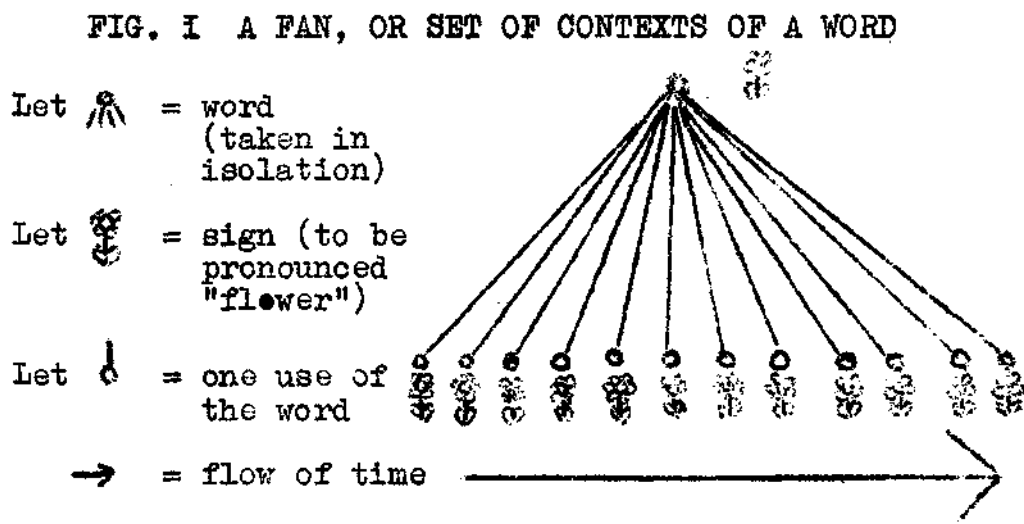 FIG. I A FAN, OR SET OF CONTEXTS OF A WORD
Let = word
(taken in
isolation)
Let = sign (to be
pronounced
"flower")
Let = one use of
the word
→ = flow of time